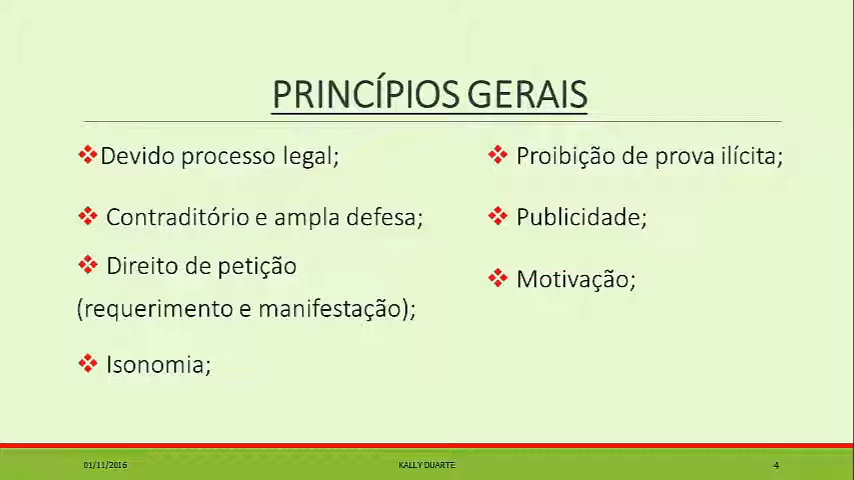 PRINCÍPIOS GERAIS
Devido processo legal;
Contraditório e ampla defesa;
Direito de petição
(requerimento e manifestação);
Isonomia;
Proibição de prova ilícita;
Publicidade;
Motivação;
01/11/2016
KALLY DUARTE
4